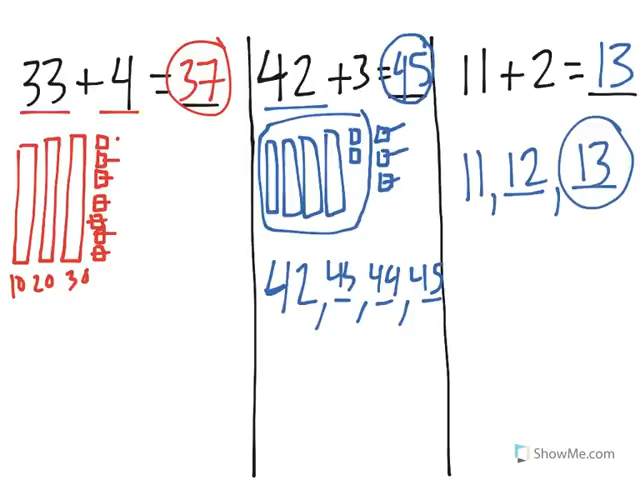 33 + 4 = 37
10 20 30
42 + 3 = 45
42, 43, 44, 45
11 + 2 = 13
11, 12, 13
ShowMe.com